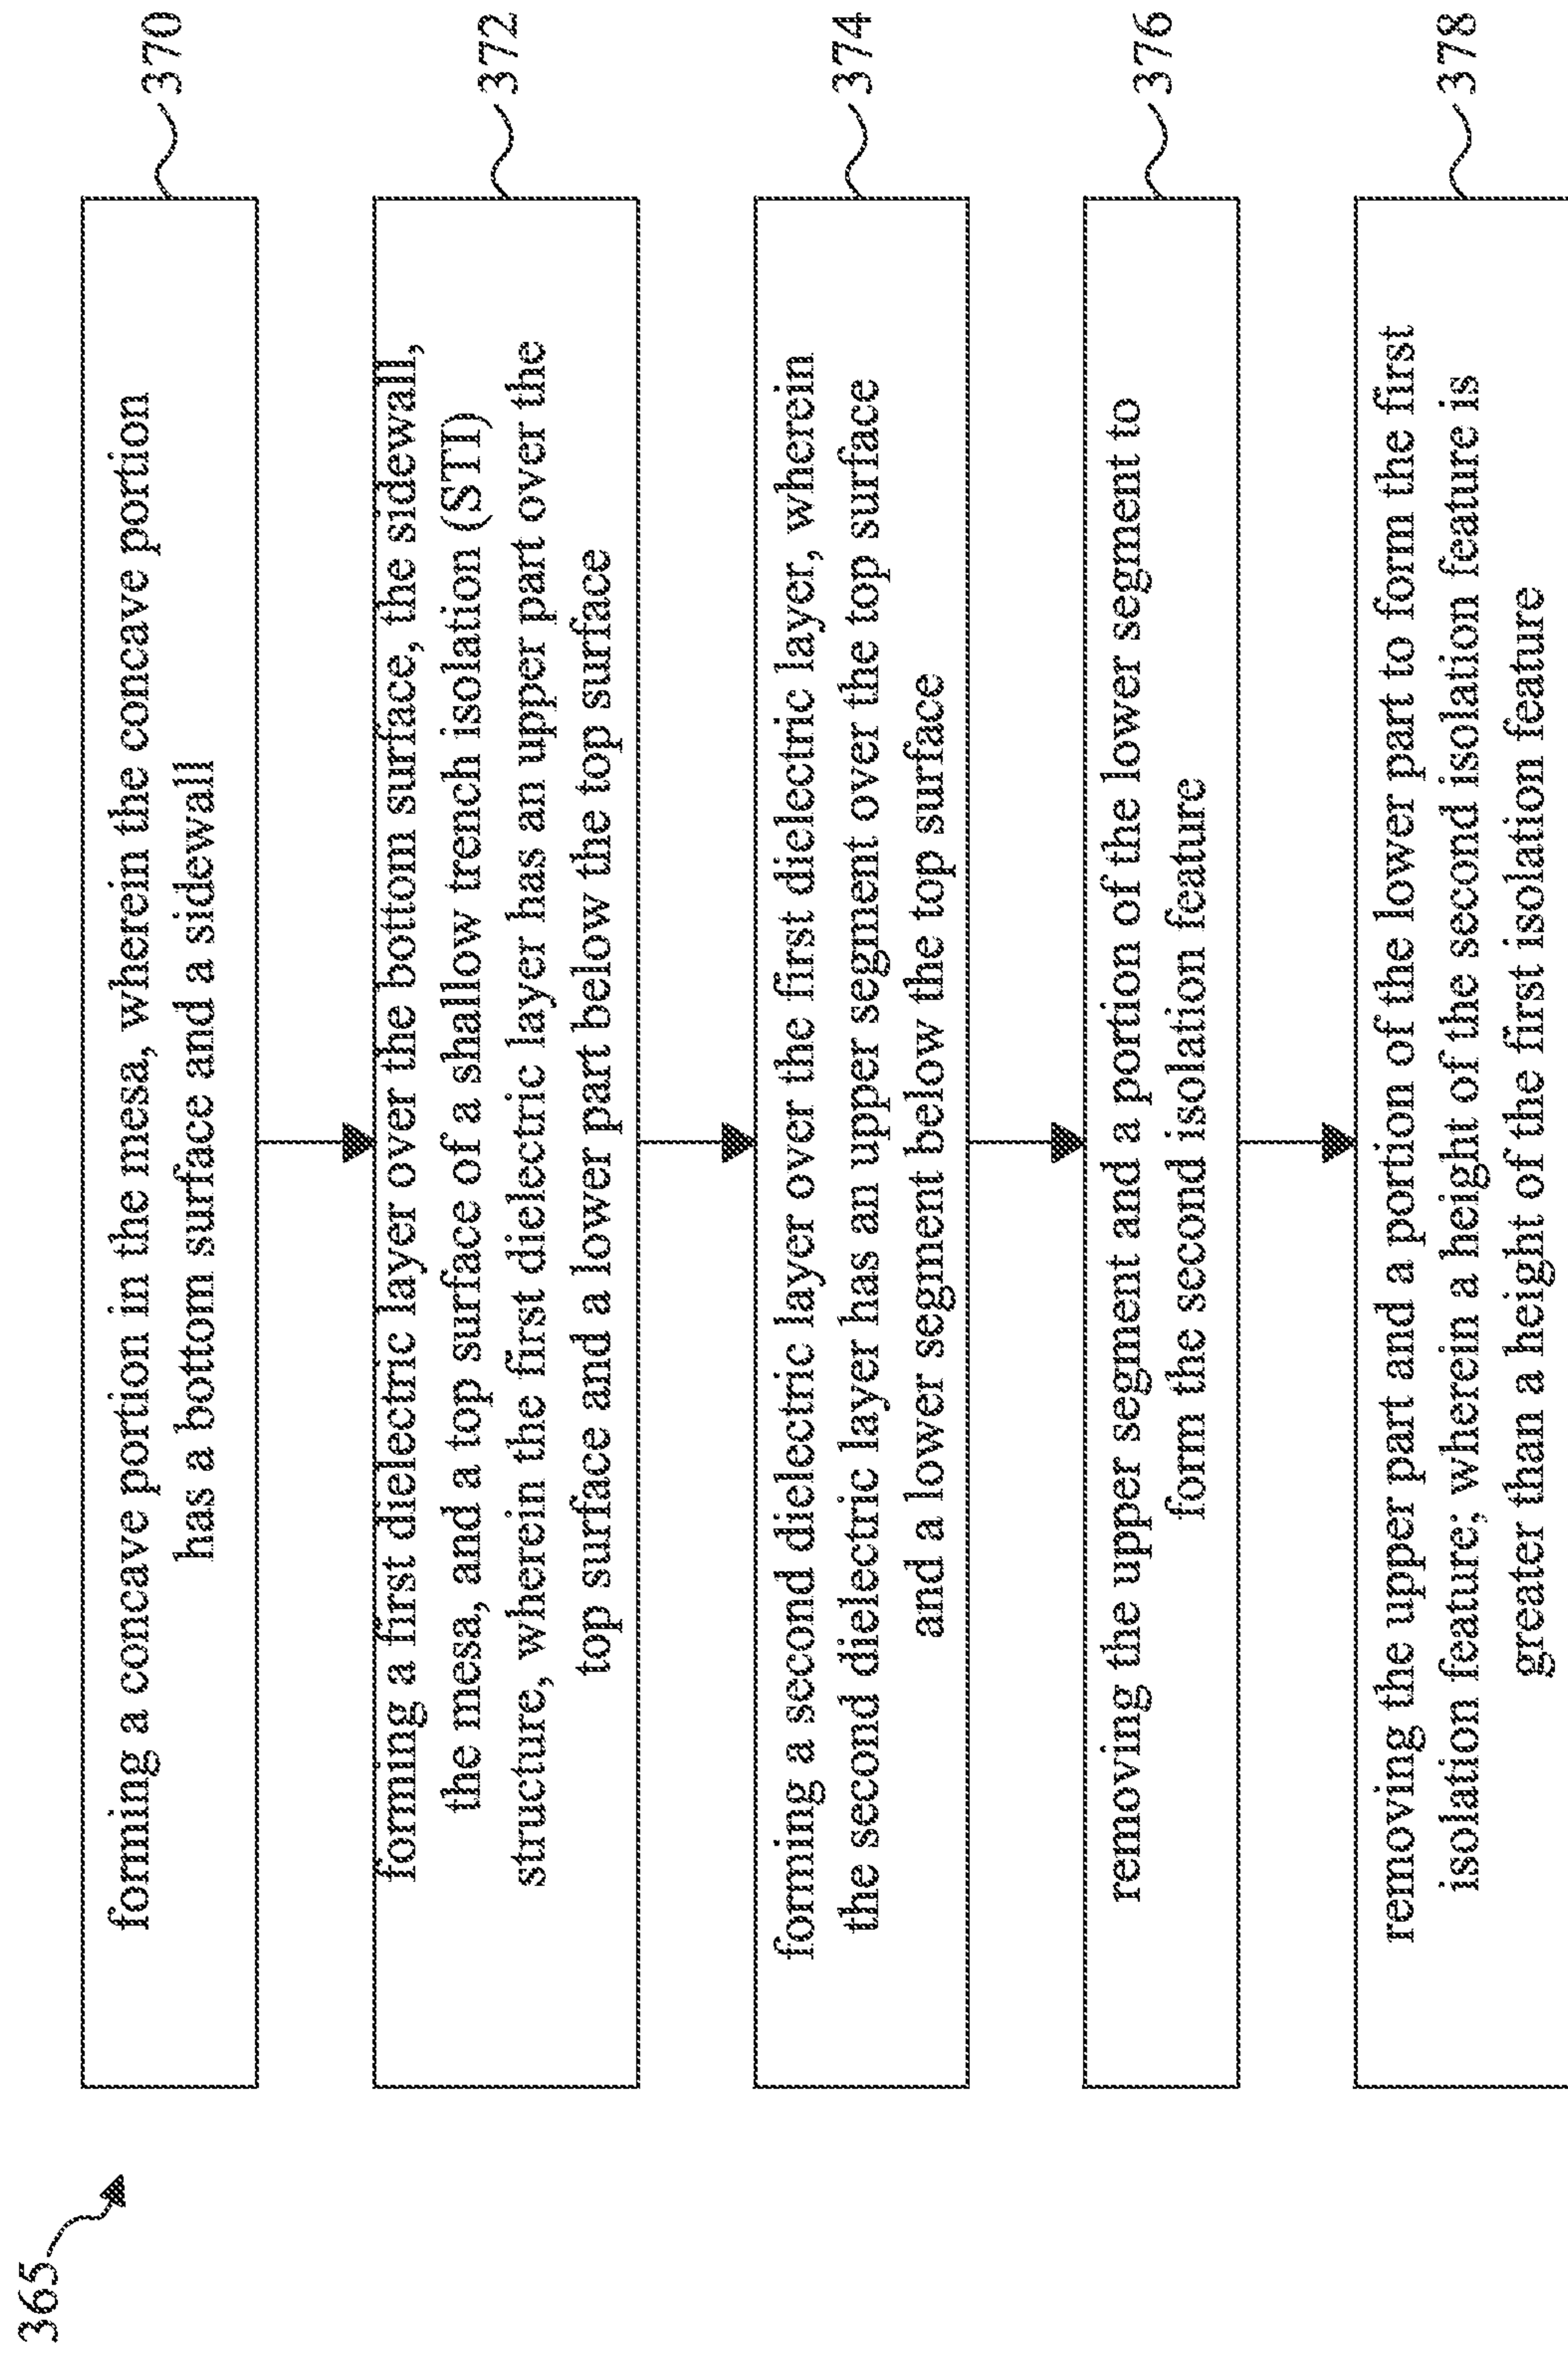 365
forming a concave portion in the mesa, wherein the concave portion
has a bottom surface and a sidewall
370
forming a first dielectric layer over the bottom surface, the sidewall,
the mesa, and a top surface of a shallow trench isolation (STI)
structure, wherein the first dielectric layer has an upper part over the
top surface and a lower part below the top surface
372
forming a second dielectric layer over the first dielectric layer, wherein
the second dielectric layer has an upper segment over the top surface
and a lower segment below the top surface
374
removing the upper segment and a portion of the lower segment to
form the second isolation feature
376
removing the upper part and a portion of the lower part to form the first
isolation feature; wherein a height of the second isolation feature is
greater than a height of the first isolation feature
378